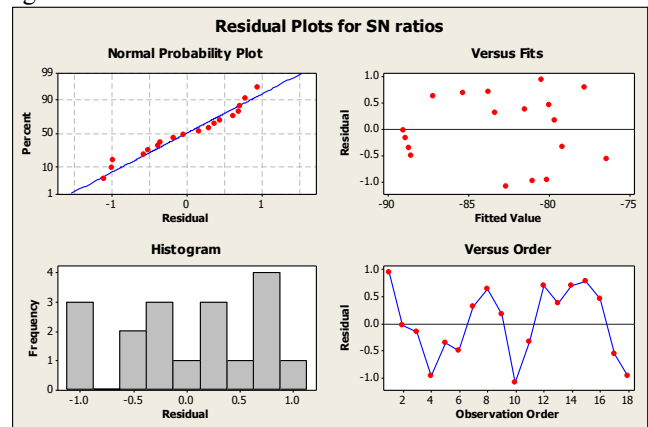 Residual Plots for SN ratios
Normal Probability Plot
99
90
50
10
1
Percent
-1 0 1
Residual
Versus Fits
1.0
0.5
0.0
-0.5
-1.0
Residual
-90 -85 -80 -75
Fitted Value
Histogram
4
3
2
1
0
Frequency
-1.0 -0.5 0.0 0.5 1.0
Residual
Versus Order
1.0
0.5
0.0
-0.5
-1.0
Residual
2 4 6 8 10 12 14 16 18
Observation Order